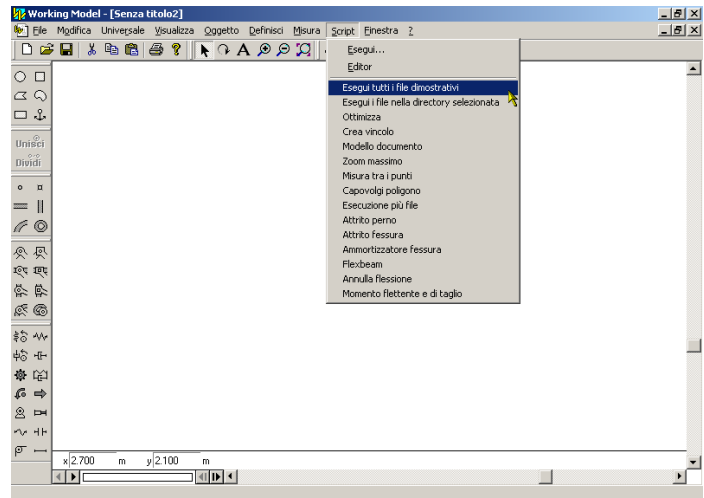 Working Model - [Senza titolo2]
File Modifica Universale Visualizza Oggetto Definisci Misura Script Finestra ?
A
Esegui...
Editor
Esegui tutti i file dimostrativi
Esegui i file nella directory selezionata
Ottimizza
Crea vincolo
Modello documento
Zoom massimo
Misura tra i punti
Capovolgi poligono
Esecuzione più file
Attrito perno
Attrito fessura
Ammortizzatore fessura
Flexbeam
Annulla flessione
Momento flettente e di taglio
Unisci
Dividi
x 2.700 m y 2.100 m